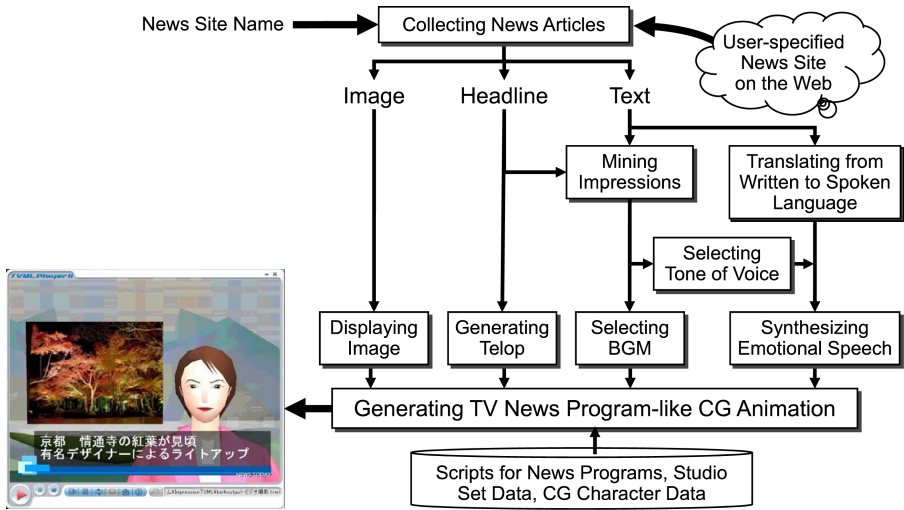 News Site Name
Collecting News Articles
User-specified
News Site
on the Web
Image
Headline
Text
Mining
Impressions
Translating from
Written to Spoken
Language
Selecting
Tone of Voice
Displaying
Image
Generating
Telop
Selecting
BGM
Synthesizing
Emotional Speech
Generating TV News Program-like CG Animation
Scripts for News Programs, Studio
Set Data, CG Character Data
TVML Player II
京都 情通寺の紅葉が見頃
有名デザイナーによるライトアップ